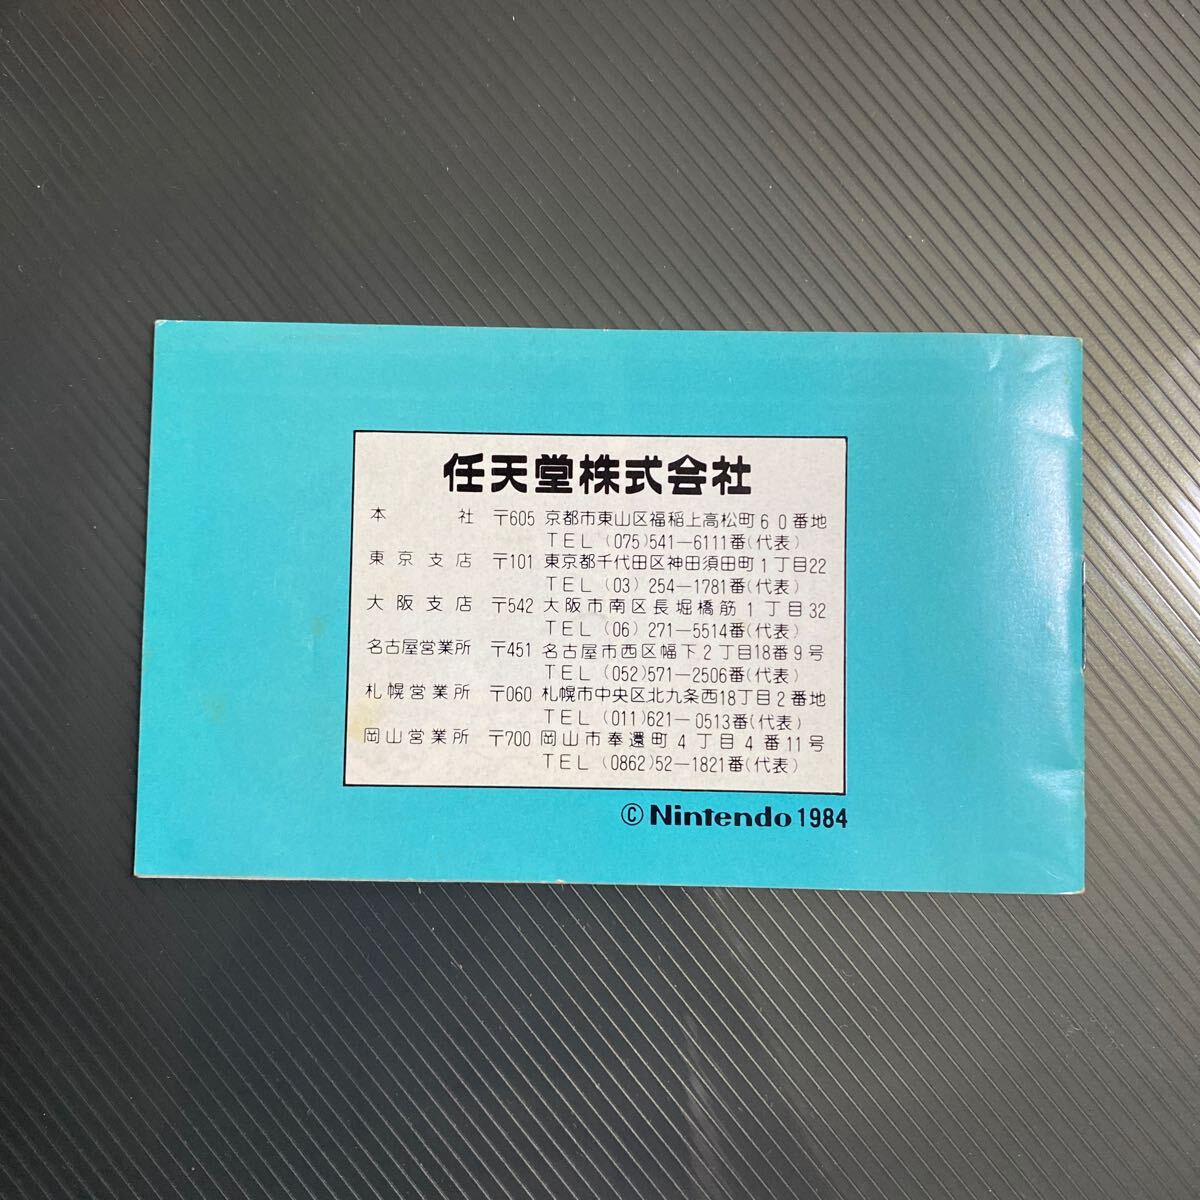 任天堂株式会社
本社 〒605 京都市東山区福稲上高松町60番地
TEL (075)541-6111番(代表)
東京支店 〒101 東京都千代田区神田須田町1丁目22
TEL (03) 254-1781番(代表)
大阪支店 〒542 大阪市南区長堀橋筋1丁目32
TEL (06) 271-5514番(代表)
名古屋営業所 〒451 名古屋市西区幅下2丁目18番9号
TEL (052)571-2506番(代表)
札幌営業所 〒060 札幌市中央区北九条西18丁目2番地
TEL (011)621-0513番(代表)
岡山営業所 〒700 岡山市奉還町4丁目4番11号
TEL (0862)52-1821番(代表)
©Nintendo 1984